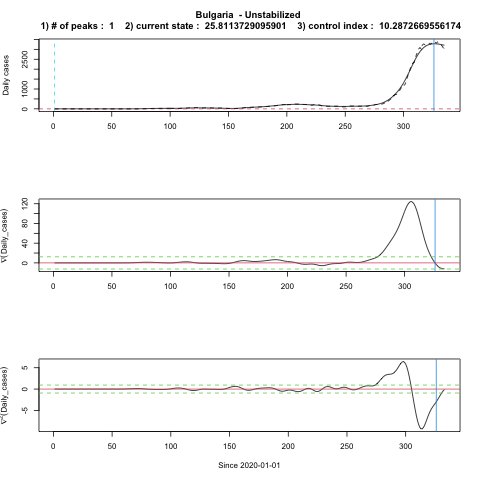 Bulgaria - Unstabilized
1) # of peaks : 1 2) current state : 25.8113729095901 3) control index : 10.2872669556174
Daily cases
0 1000 2500
0 50 100 150 200 250 300
∇(Daily_cases)
0 40 80 120
0 50 100 150 200 250 300
∇²(Daily_cases)
-5 0 5
0 50 100 150 200 250 300
Since 2020-01-01